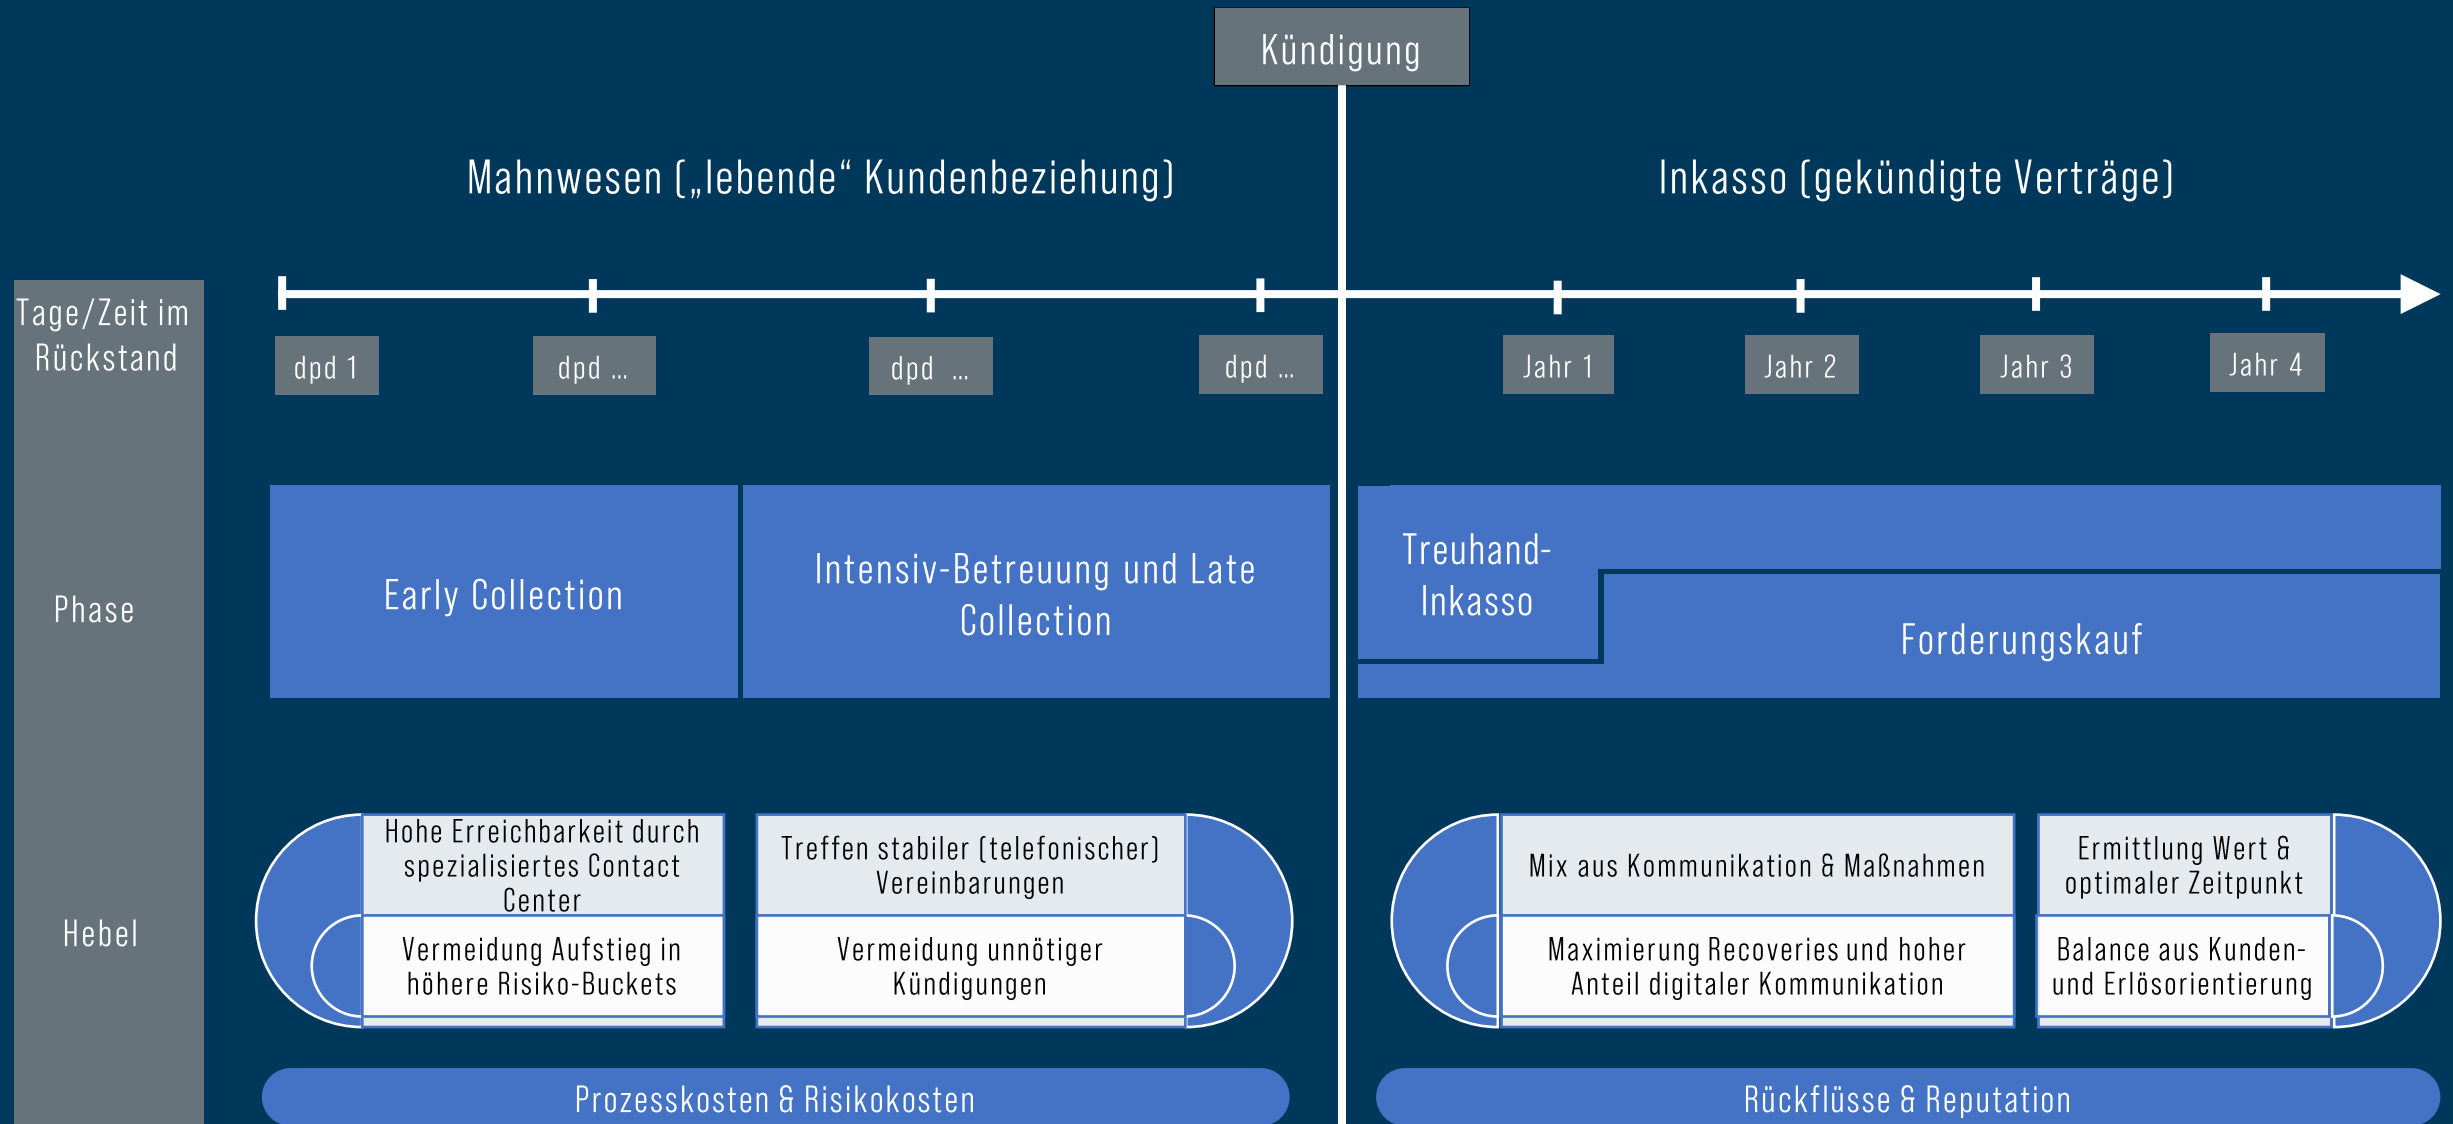 Kündigung
Mahnwesen („lebende“ Kundenbeziehung)
Inkasso (gekündigte Verträge)
Tage/Zeit im
Rückstand
dpd 1
dpd ...
dpd  ...
dpd ...
Jahr 1
Jahr 2
Jahr 3
Jahr 4
Phase
Early Collection
Intensiv-Betreuung und Late
Collection
Treuhand-
Inkasso
Forderungskauf
Hebel
Hohe Erreichbarkeit durch
spezialisiertes Contact
Center
Vermeidung Aufstieg in
höhere Risiko-Buckets
Treffen stabiler (telefonischer)
Vereinbarungen
Vermeidung unnötiger
Kündigungen
Mix aus Kommunikation & Maßnahmen
Maximierung Recoveries und hoher
Anteil digitaler Kommunikation
Ermittlung Wert &
optimaler Zeitpunkt
Balance aus Kunden-
und Erlösorientierung
Prozesskosten & Risikokosten
Rückflüsse & Reputation